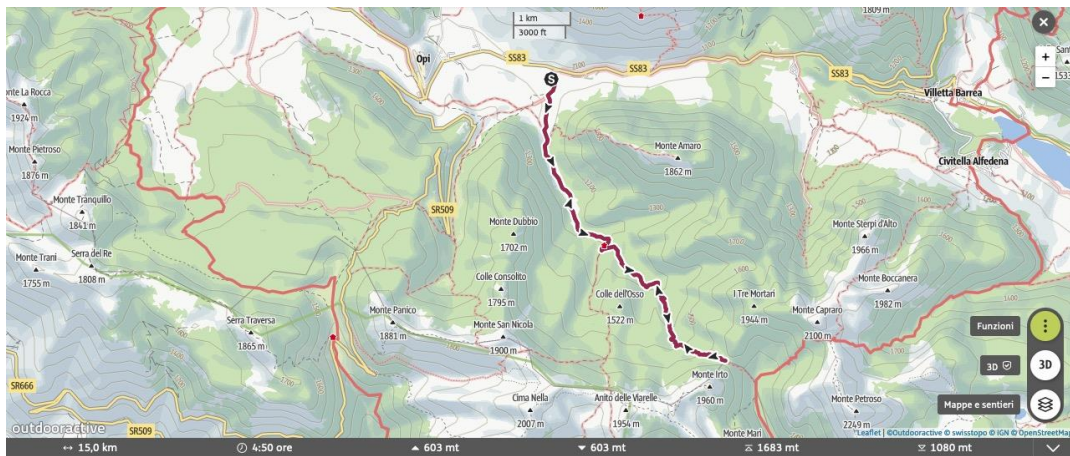 1 km
3000 ft
1809 m
Opi
SS83
SS83
SS83
S
+
−
Villetta Barrea
Civitella Alfedena
1924 m
Monte Pietroso
1876 m
Monte Tranquillo
1841 m
Monte Trani
1755 m
Serra del Re
1808 m
Monte Amaro
1862 m
SR509
Monte Dubbio
1702 m
Monte Sterpi d'Alto
1966 m
Colle Consolito
1795 m
Colle dell'Osso
1522 m
I Tre Mortari
1944 m
Monte Boccanera
1982 m
Monte Panico
1881 m
Monte San Nicola
1900 m
Monte Capraro
2100 m
Serra Traversa
1865 m
Funzioni
3D
3D
Monte Irto
1960 m
Monte Petroso
2249 m
Mappe e sentieri
Cima Nella
2007 m
Anito delle Viarelle
1954 m
Monte Mari
SR666
SR509
outdooractive
Leaflet | ©Outdooractive © swisstopo © IGN © OpenStreetMap
15,0 km
4:50 ore
603 mt
603 mt
1683 mt
1080 mt